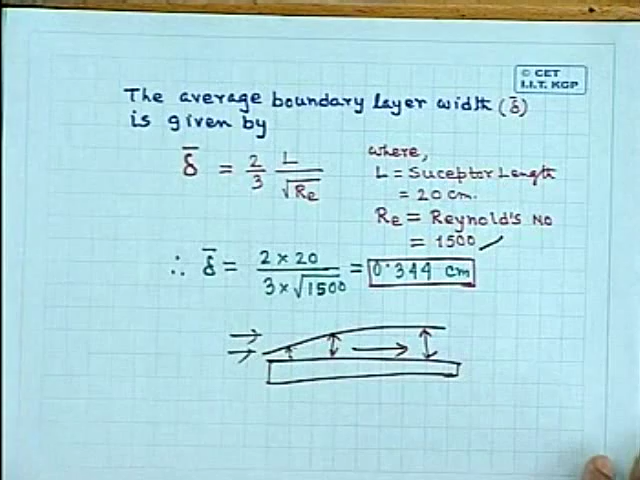 © CET
I.I.T. KGP
The average boundary layer width (δ̄)
is given by
δ̄ = 2/3 L/√Re
where,
L = Suceptor Length
= 20 cm.
Re = Reynold's No
= 1500
∴ δ̄ = 2 × 20 / 3 × √1500 = 0.344 cm